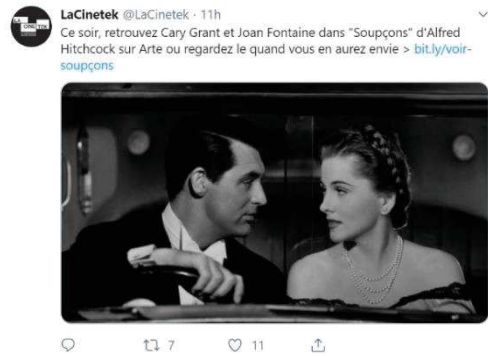 LaCinetek @LaCinetek · 11h
Ce soir, retrouvez Cary Grant et Joan Fontaine dans "Soupçons" d'Alfred
Hitchcock sur Arte ou regardez le quand vous en aurez envie > bit.ly/voir-
soupçons
7
11